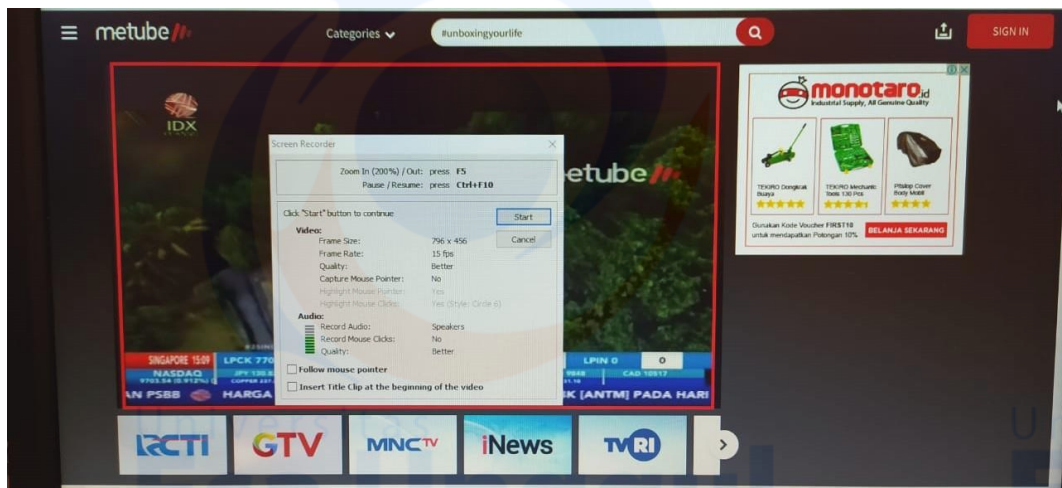 metube
Categories
#unboxingyourlife
SIGN IN
IDX
monotaro.id
Industrial Supply, All Genuine Quality
TEKIRO Dongkrak
Buaya
TEKIRO Mechanic
Tools 130 Pcs
Pitstop Cover
Body Mobil
Gunakan Kode Voucher FIRST10
untuk mendapatkan Potongan 10%
BELANJA SEKARANG
etube
Screen Recorder
Zoom In (200%) / Out: press F5
Pause / Resume: press Ctrl+F10
Click "Start" button to continue
Start
Cancel
Video:
Frame Size: 796 x 456
Frame Rate: 15 fps
Quality: Better
Capture Mouse Pointer: No
Highlight Mouse Pointer: Yes
Highlight Mouse Clicks: Yes (Style: Circle 6)
Audio:
Record Audio: Speakers
Record Mouse Clicks: No
Quality: Better
Follow mouse pointer
Insert Title Clip at the beginning of the video
SINGAPORE 15:09 LPCK 770 LPIN 0 0
NASDAQ
CAD 10517
AN PSBB HARGA K [ANTM] PADA HARI
RCTI
GTV
MNCTV
iNews
TVRI